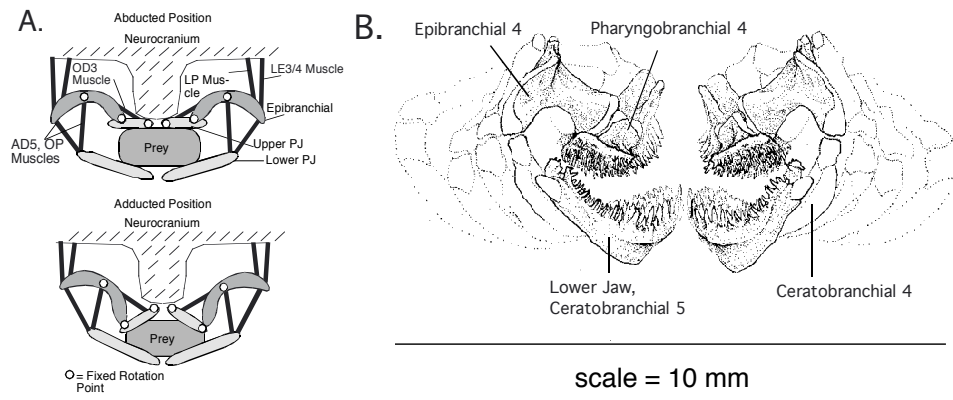 A.
Abducted Position
Neurocranium
OD3
Muscle
LP Mus-
cle
LE3/4 Muscle
Epibranchial
AD5, OP
Muscles
Prey
Upper PJ
Lower PJ
Adducted Position
Neurocranium
Prey
= Fixed Rotation
Point
B.
Epibranchial 4
Pharyngobranchial 4
Lower Jaw,
Ceratobranchial 5
Ceratobranchial 4
scale = 10 mm